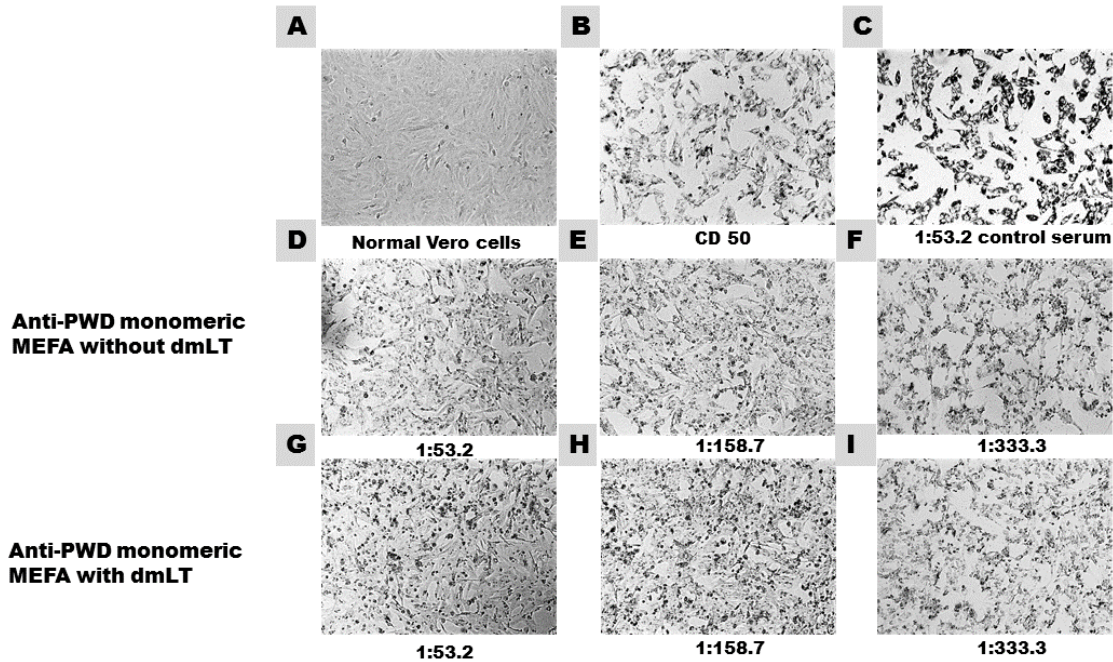 A
B
C
Normal Vero cells
CD 50
1:53.2 control serum
D
E
F
Anti-PWD monomeric
MEFA without dmLT
1:53.2
1:158.7
1:333.3
G
H
I
Anti-PWD monomeric
MEFA with dmLT
1:53.2
1:158.7
1:333.3